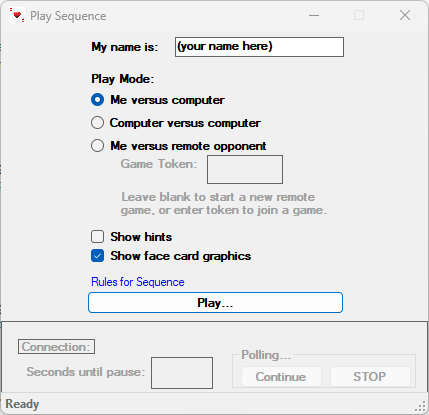 Play Sequence
My name is: (your name here)
Play Mode:
Me versus computer
Computer versus computer
Me versus remote opponent
Game Token:
Leave blank to start a new remote
game, or enter token to join a game.
Show hints
Show face card graphics
Rules for Sequence
Play...
Connection:
Polling...
Seconds until pause:
Continue STOP
Ready